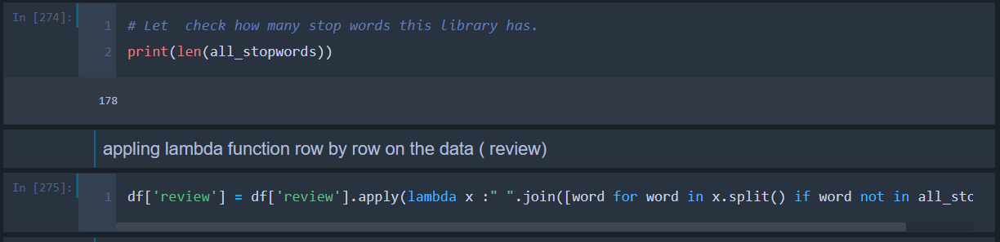 In [274]:
1 # Let  check how many stop words this library has.
2 print(len(all_stopwords))
178
appling lambda function row by row on the data ( review)
In [275]:
1 df['review'] = df['review'].apply(lambda x :" ".join([word for word in x.split() if word not in all_sto